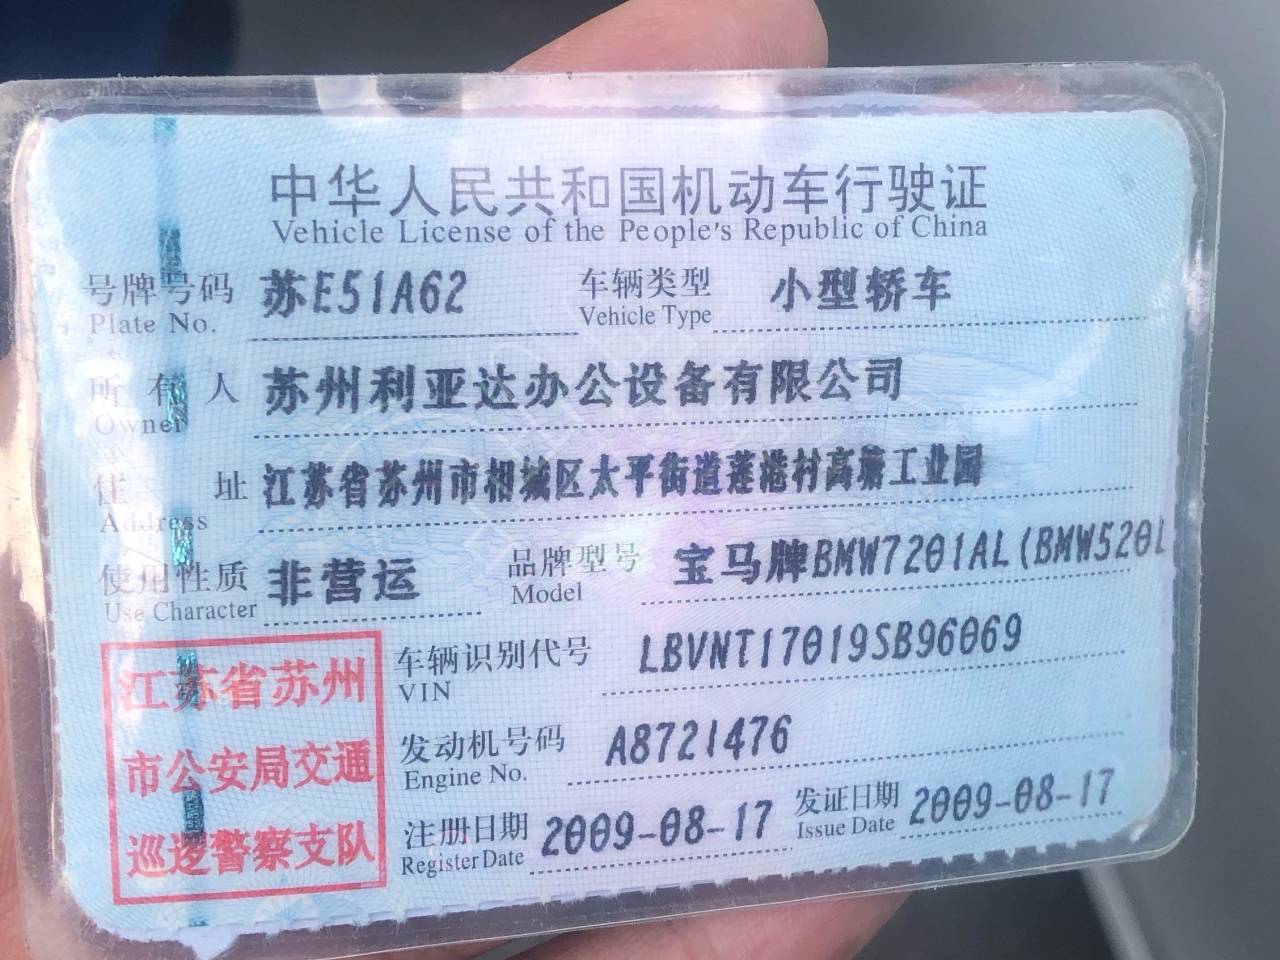 中华人民共和国机动车行驶证
Vehicle License of the People's Republic of China
号牌号码 苏E51A62 车辆类型 小型轿车
Plate No. Vehicle Type
所有人 苏州利亚达办公设备有限公司
Owner
住址 江苏省苏州市相城区太平街道莲港村高塘工业园
Address
使用性质 非营运 品牌型号 宝马牌BMW7201AL(BMW520L
Use Character Model
车辆识别代号 LBVNT17019SB96069
VIN
发动机号码 A8721476
Engine No.
注册日期 2009-08-17 发证日期 2009-08-17
Register Date Issue Date
江苏省苏州
市公安局交通
巡逻警察支队